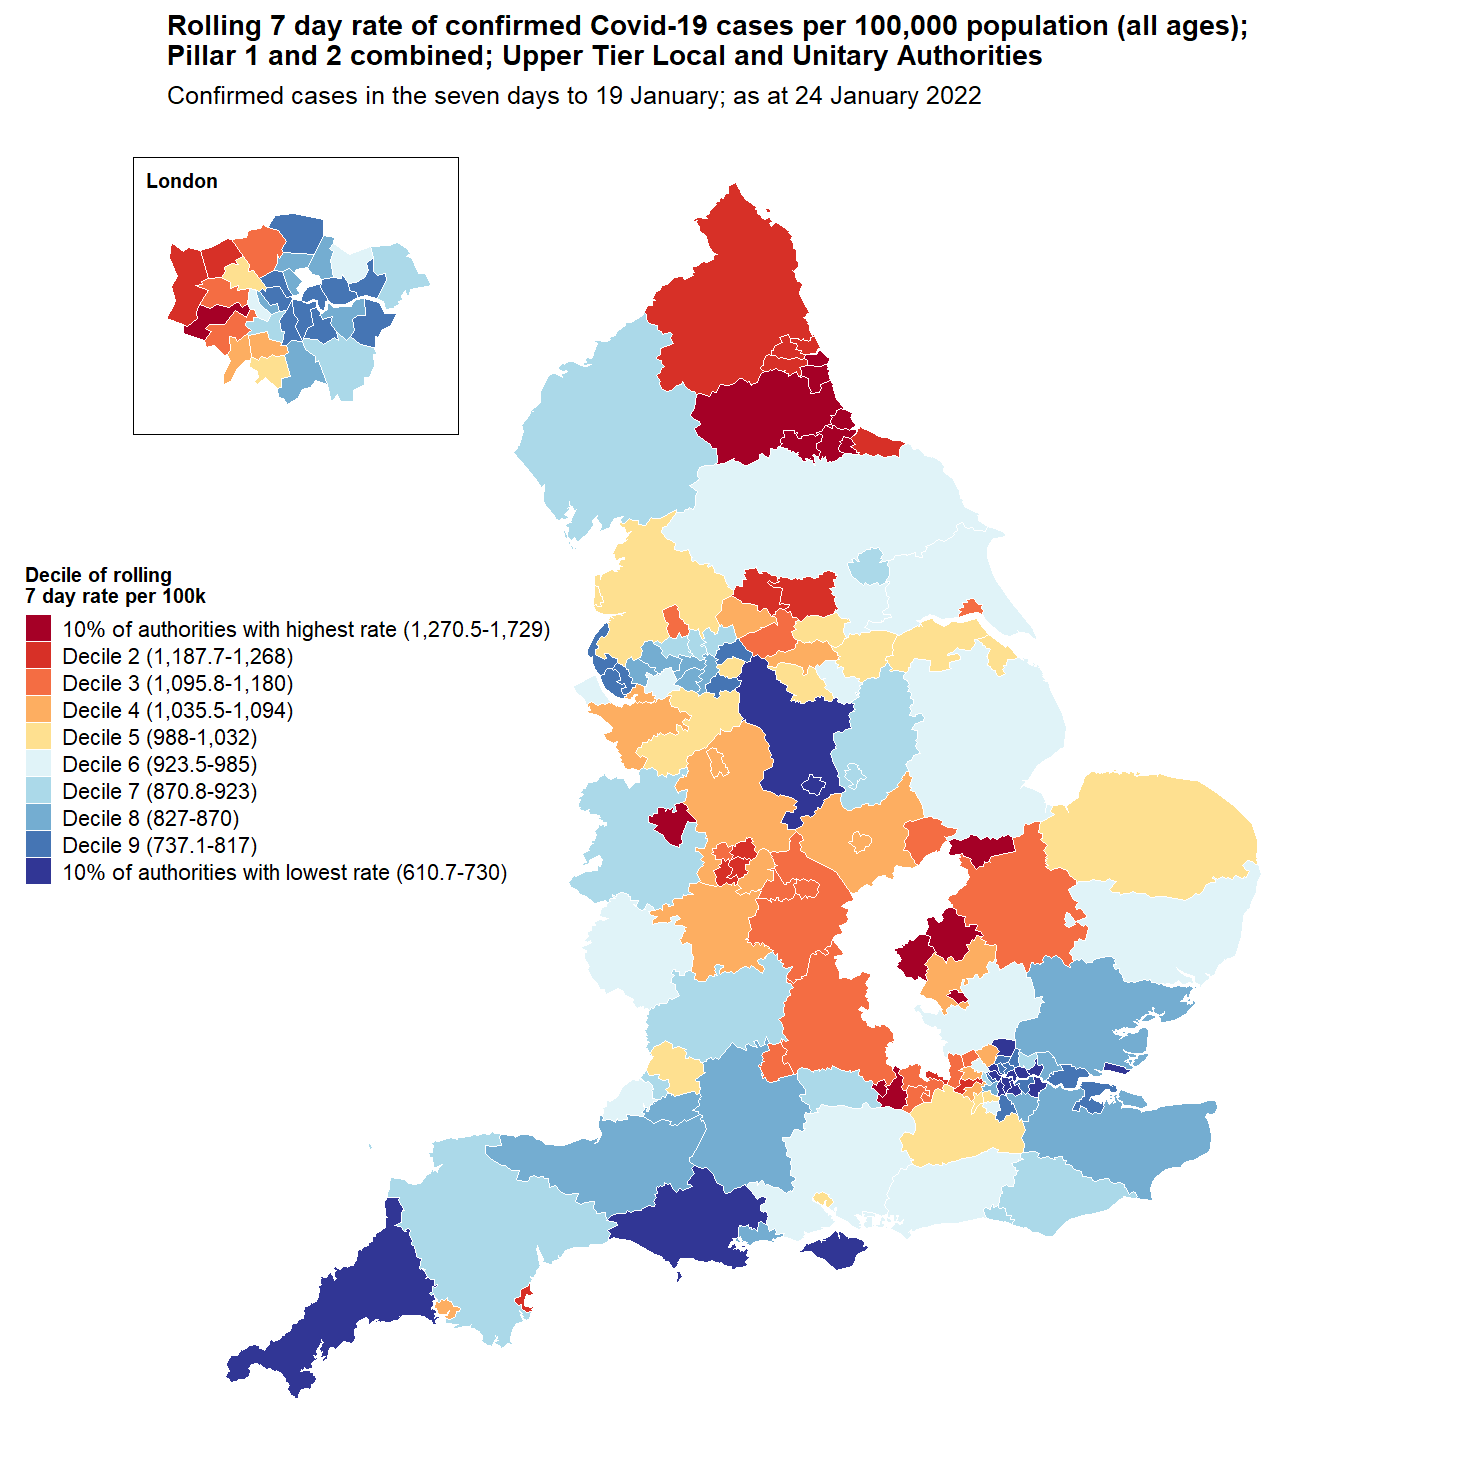 Rolling 7 day rate of confirmed Covid-19 cases per 100,000 population (all ages);
Pillar 1 and 2 combined; Upper Tier Local and Unitary Authorities
Confirmed cases in the seven days to 19 January; as at 24 January 2022
London
Decile of rolling
7 day rate per 100k
10% of authorities with highest rate (1,270.5-1,729)
Decile 2 (1,187.7-1,268)
Decile 3 (1,095.8-1,180)
Decile 4 (1,035.5-1,094)
Decile 5 (988-1,032)
Decile 6 (923.5-985)
Decile 7 (870.8-923)
Decile 8 (827-870)
Decile 9 (737.1-817)
10% of authorities with lowest rate (610.7-730)